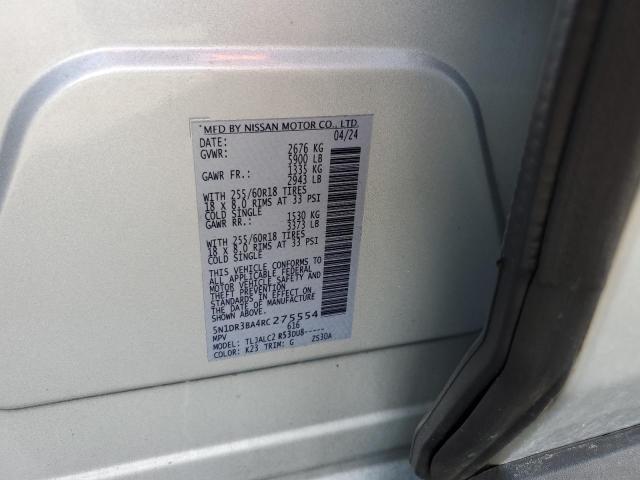 *MFD BY NISSAN MOTOR CO., LTD.
DATE: 04/24
GVWR: 2676 KG
5900 LB
GAWR FR.: 1335 KG
2943 LB
WITH 255/60R18 TIRES
18 X 8.0 RIMS AT 33 PSI
COLD SINGLE
GAWR RR.: 1530 KG
3373 LB
WITH 255/60R18 TIRES
18 X 8.0 RIMS AT 33 PSI
COLD SINGLE
THIS VEHICLE CONFORMS TO
ALL APPLICABLE FEDERAL
MOTOR VEHICLE SAFETY AND
THEFT PREVENTION
STANDARDS IN EFFECT ON
THE DATE OF MANUFACTURE
SHOWN ABOVE.
5N1DR3BA4RC275554
MPV 616
MODEL: TLJALC2 R53DU8-----
COLOR: K23 TRIM: G ZS3DA